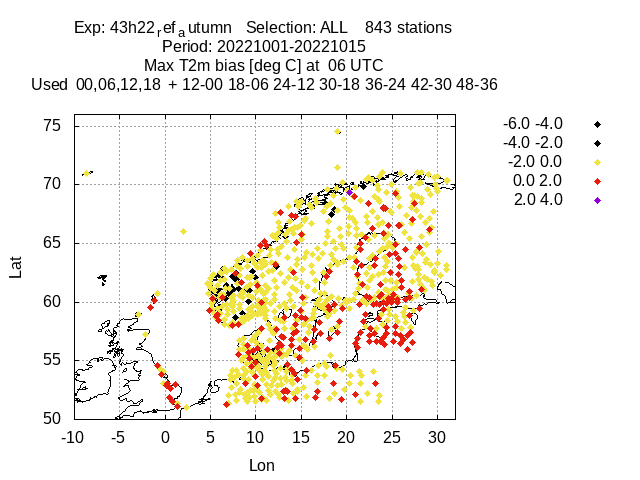 Exp: 43h22refautumn   Selection: ALL    843 stations
Period: 20221001-20221015
Max T2m bias [deg C] at  06 UTC
Used  00,06,12,18  + 12-00 18-06 24-12 30-18 36-24 42-30 48-36
-6.0 -4.0
-4.0 -2.0
-2.0 0.0
0.0 2.0
2.0 4.0
75
70
65
60
55
50
Lat
-10 -5 0 5 10 15 20 25 30
Lon